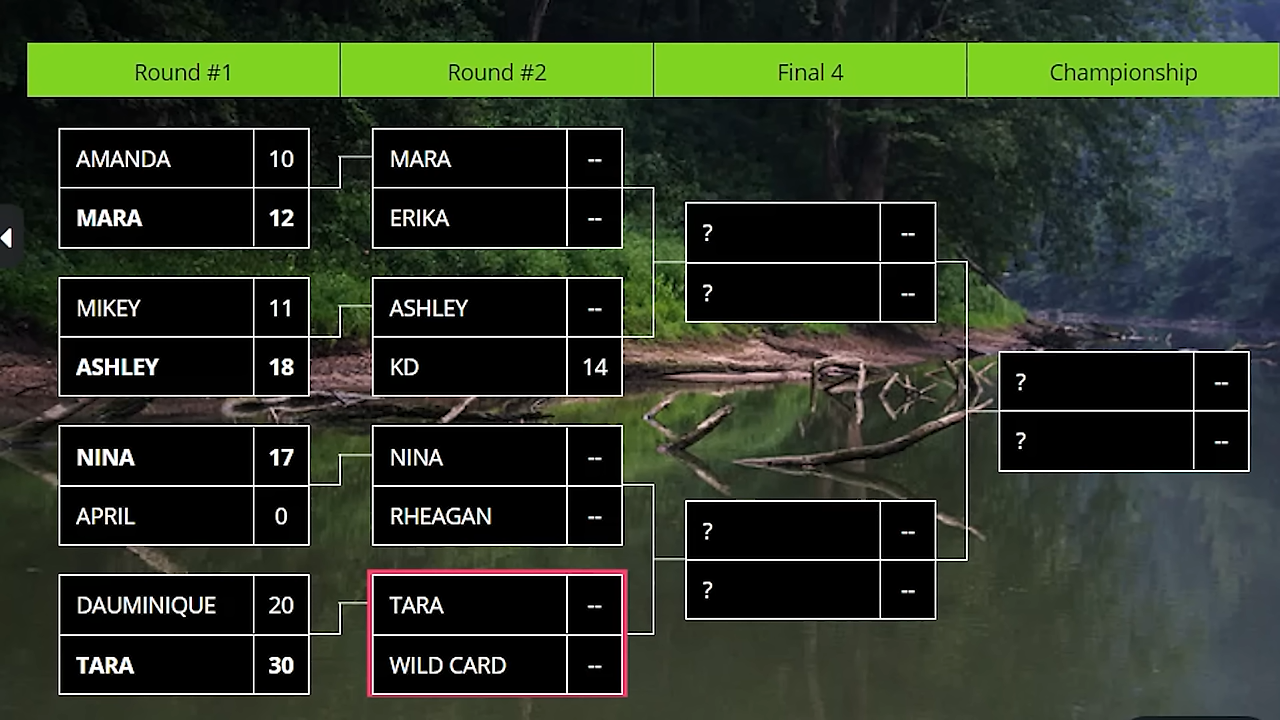 Round #1
Round #2
Final 4
Championship
AMANDA 10
MARA 12
MIKEY 11
ASHLEY 18
NINA 17
APRIL 0
DAUMINIQUE 20
TARA 30
MARA --
ERIKA --
ASHLEY --
KD 14
NINA --
RHEAGAN --
TARA --
WILD CARD --
? --
? --
? --
? --
? --
? --